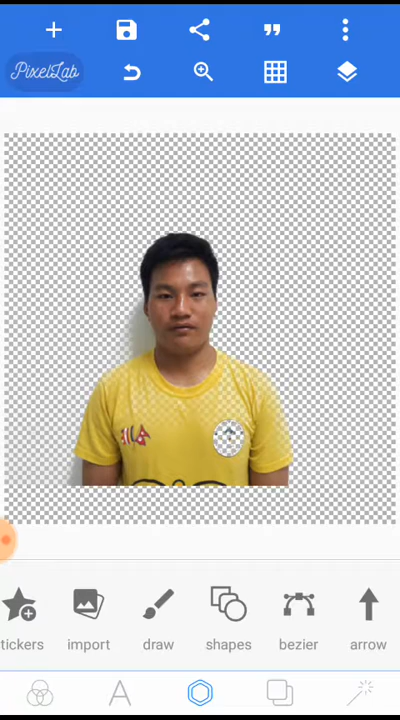 PixelLab
tickers
import
draw
shapes
bezier
arrow